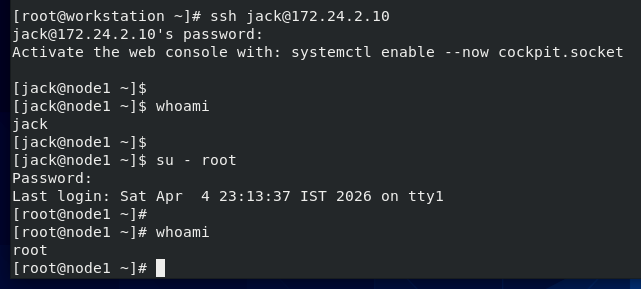 [root@workstation ~]# ssh jack@172.24.2.10
jack@172.24.2.10's password:
Activate the web console with: systemctl enable --now cockpit.socket
[jack@node1 ~]$
[jack@node1 ~]$ whoami
jack
[jack@node1 ~]$
[jack@node1 ~]$ su - root
Password:
Last login: Sat Apr  4 23:13:37 IST 2026 on tty1
[root@node1 ~]#
[root@node1 ~]# whoami
root
[root@node1 ~]#